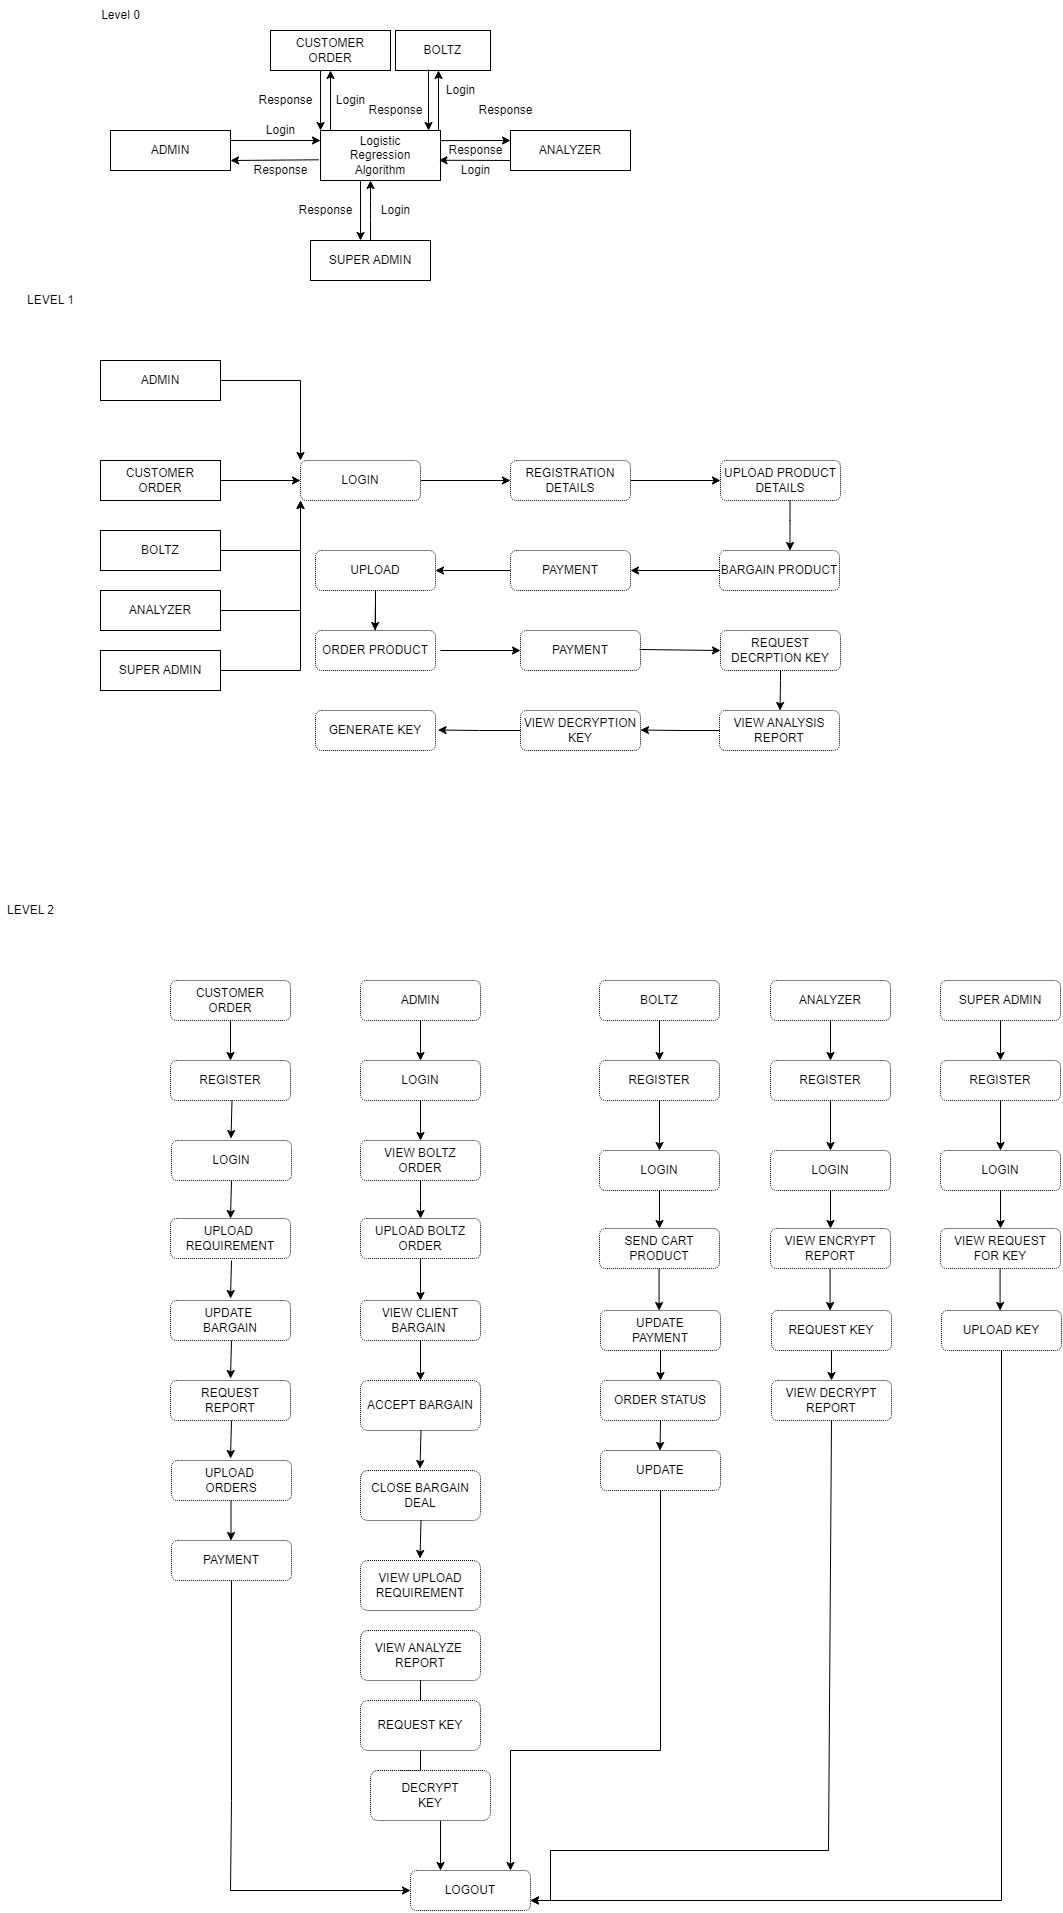 Level 0
CUSTOMER
ORDER
BOLTZ
Response
Login
Response
Login
Response
ADMIN
Login
Response
Logistic
Regression
Algorithm
Response
Login
ANALYZER
Response
Login
SUPER ADMIN
LEVEL 1
ADMIN
CUSTOMER
ORDER
LOGIN
REGISTRATION
DETAILS
UPLOAD PRODUCT
DETAILS
BOLTZ
UPLOAD
PAYMENT
BARGAIN PRODUCT
ANALYZER
ORDER PRODUCT
PAYMENT
REQUEST
DECRPTION KEY
SUPER ADMIN
GENERATE KEY
VIEW DECRYPTION
KEY
VIEW ANALYSIS
REPORT
LEVEL 2
CUSTOMER
ORDER
REGISTER
LOGIN
UPLOAD
REQUIREMENT
UPDATE
BARGAIN
REQUEST
REPORT
UPLOAD
ORDERS
PAYMENT
ADMIN
LOGIN
VIEW BOLTZ
ORDER
UPLOAD BOLTZ
ORDER
VIEW CLIENT
BARGAIN
ACCEPT BARGAIN
CLOSE BARGAIN
DEAL
VIEW UPLOAD
REQUIREMENT
VIEW ANALYZE
REPORT
REQUEST KEY
DECRYPT
KEY
BOLTZ
REGISTER
LOGIN
SEND CART
PRODUCT
UPDATE
PAYMENT
ORDER STATUS
UPDATE
ANALYZER
REGISTER
LOGIN
VIEW ENCRYPT
REPORT
REQUEST KEY
VIEW DECRYPT
REPORT
SUPER ADMIN
REGISTER
LOGIN
VIEW REQUEST
FOR KEY
UPLOAD KEY
LOGOUT